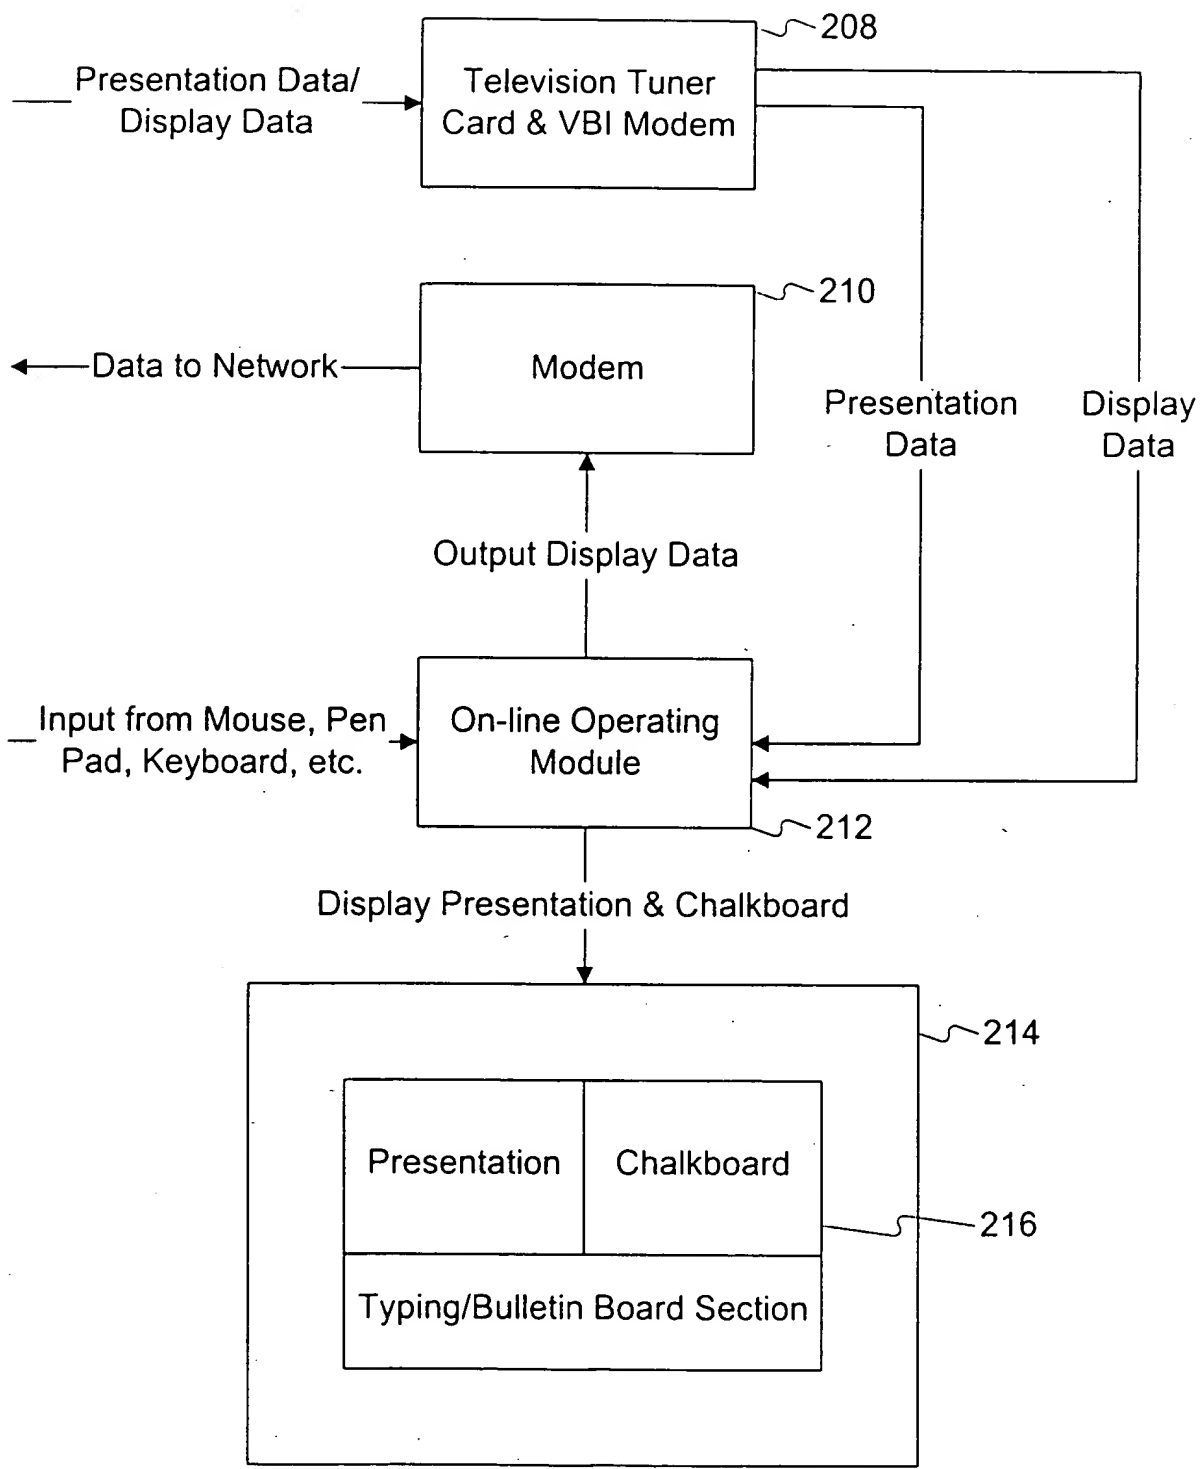 208
Presentation Data/
Display Data
Television Tuner
Card & VBI Modem
210
Data to Network
Modem
Presentation
Data
Display
Data
Output Display Data
Input from Mouse, Pen
Pad, Keyboard, etc.
On-line Operating
Module
212
Display Presentation & Chalkboard
214
Presentation
Chalkboard
216
Typing/Bulletin Board Section